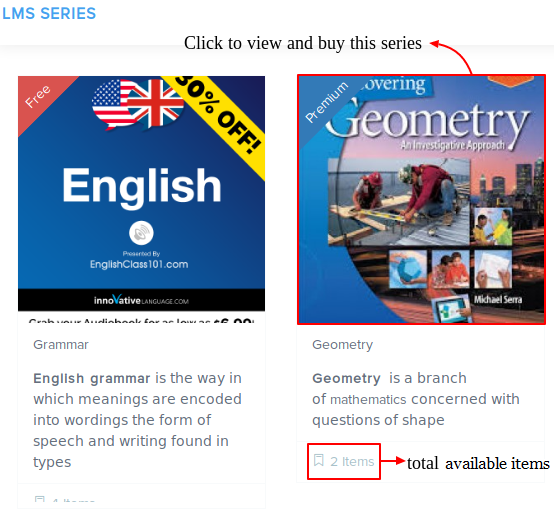 LMS SERIES
Click to view and buy this series
Free
30% OFF!
English
Presented By
EnglishClass101.com
innovative LANGUAGE.COM
Grab your Audiobook for as low as $6.99!
Grammar
English grammar is the way in
which meanings are encoded
into wordings the form of
speech and writing found in
types
4 Items
Premium
overing
Geometry
An Investigative Approach
Michael Serra
Geometry
Geometry is a branch
of mathematics concerned with
questions of shape
2 Items
total available items